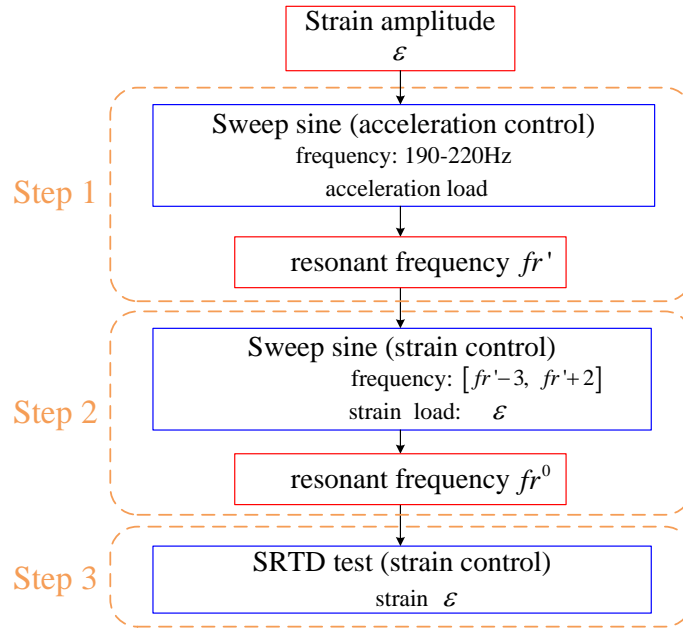 Strain amplitude
ε
Step 1
Sweep sine (acceleration control)
frequency: 190-220Hz
acceleration load
resonant frequency fr'
Step 2
Sweep sine (strain control)
frequency: [fr'−3, fr'+2]
strain load: ε
resonant frequency fr⁰
Step 3
SRTD test (strain control)
strain ε